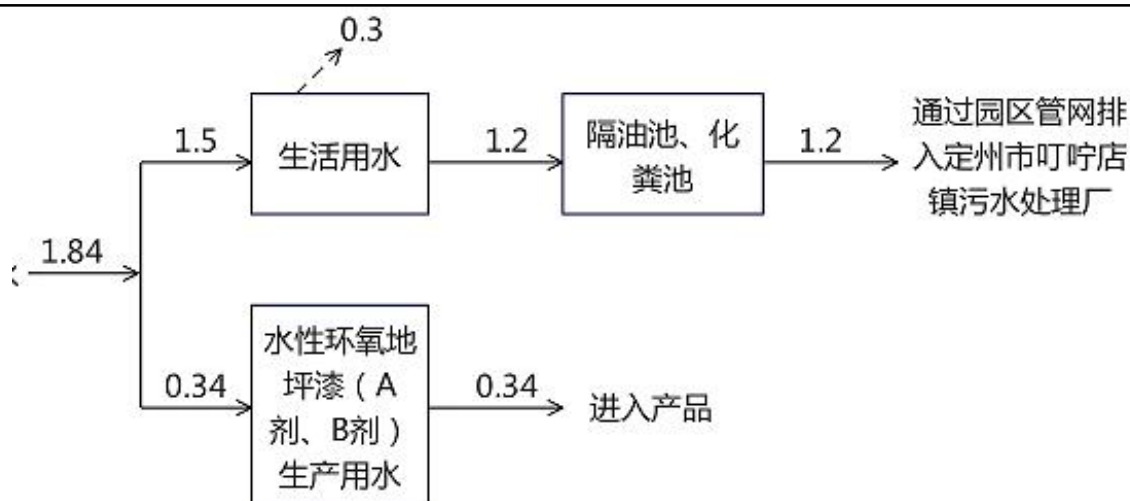 0.3
1.5
生活用水
1.2
隔油池、化
粪池
1.2
通过园区管网排
入定州市叮咛店
镇污水处理厂
1.84
0.34
水性环氧地
坪漆（A
剂、B剂）
生产用水
0.34
进入产品